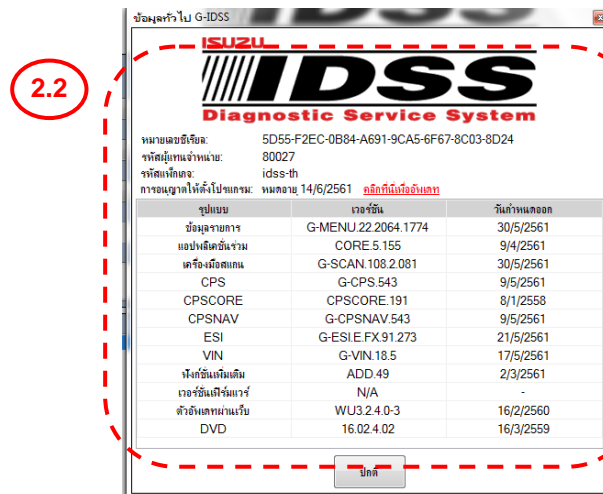 ข้อมูลทั่วไป G-IDSS
2.2
ISUZU
IDSS
Diagnostic Service System
หมายเลขซีเรียล: 5D55-F2EC-0B84-A691-9CA5-6F67-8C03-8D24
รหัสผู้แทนจำหน่าย: 80027
รหัสแพ็กเกจ: idss-th
การอนุญาตให้ตั้งโปรแกรม: หมดอายุ 14/6/2561 คลิกที่นี่เพื่ออัพเดท
รูปแบบ เวอร์ชัน วันกำหนดออก
ข้อมูลรายการ G-MENU.22.2064.1774 30/5/2561
แอปพลิเคชั่นร่วม CORE.5.155 9/4/2561
เครื่องมือสแกน G-SCAN.108.2.081 30/5/2561
CPS G-CPS.543 9/5/2561
CPSCORE CPSCORE.191 8/1/2558
CPSNAV G-CPSNAV.543 9/5/2561
ESI G-ESI.E.FX.91.273 21/5/2561
VIN G-VIN.18.5 17/5/2561
ฟังก์ชั่นเพิ่มเติม ADD.49 2/3/2561
เวอร์ชั่นเฟิร์มแวร์ N/A -
ตัวอัพเดทผ่านเว็บ WU3.2.4.0-3 16/2/2560
DVD 16.02.4.02 16/3/2559
ปกติ